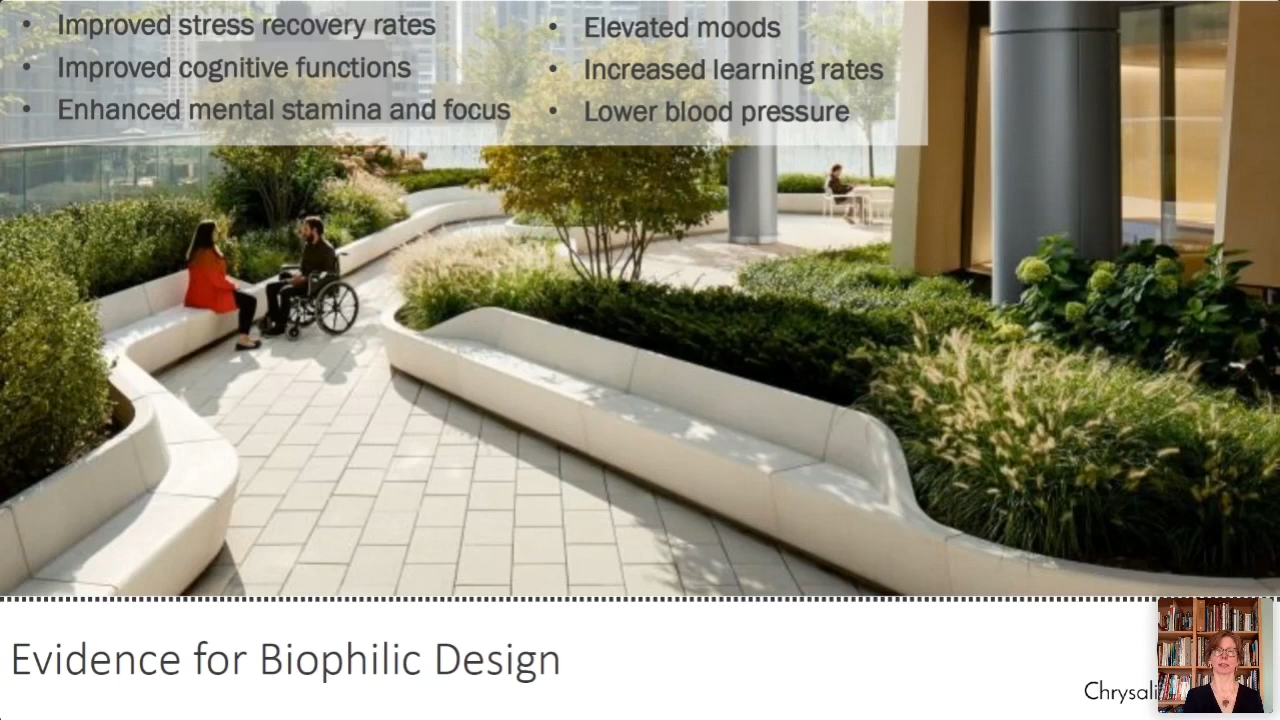 • Improved stress recovery rates
• Improved cognitive functions
• Enhanced mental stamina and focus
• Elevated moods
• Increased learning rates
• Lower blood pressure
Evidence for Biophilic Design